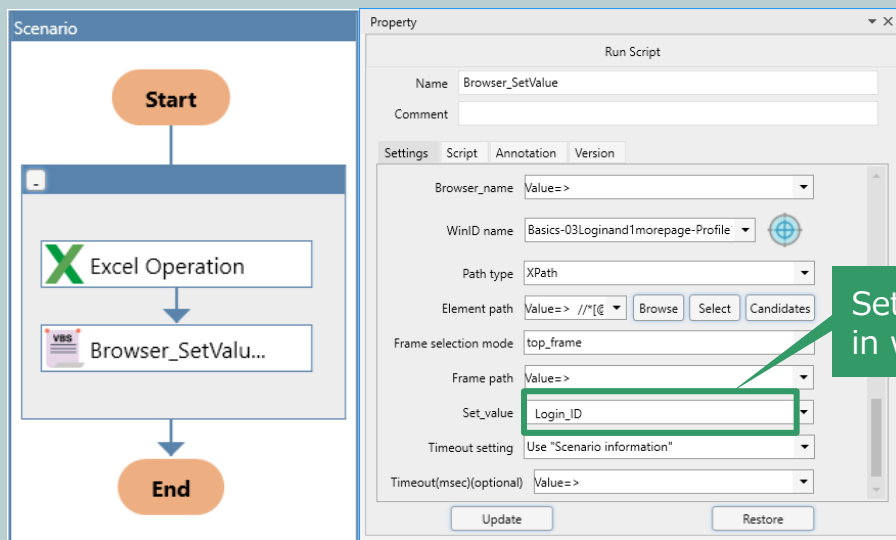 Scenario
Start
-
Excel Operation
VBS
Browser_SetValu...
End
Property
Run Script
Name Browser_SetValue
Comment
Settings Script Annotation Version
Browser_name Value=>
WinID name Basics-03Loginand1morepage-Profile
Path type XPath
Element path Value=> //*[@ Browse Select Candidates
Frame selection mode top_frame
Frame path Value=>
Set_value Login_ID
Timeout setting Use "Scenario information"
Timeout(msec)(optional) Value=>
Update Restore
Set
in